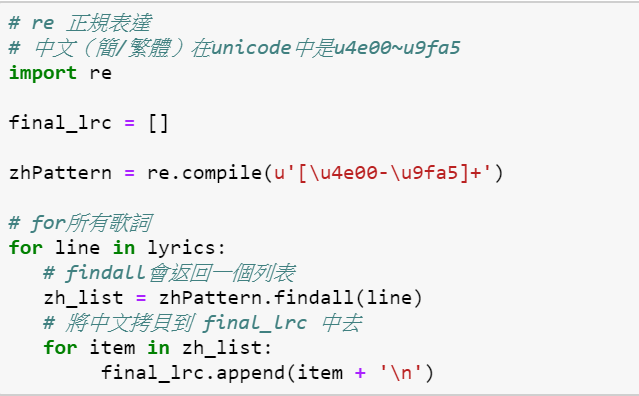 # re 正規表達
# 中文（簡/繁體）在unicode中是u4e00~u9fa5
import re
final_lrc = []
zhPattern = re.compile(u'[\u4e00-\u9fa5]+')
# for所有歌詞
for line in lyrics:
# findall會返回一個列表
zh_list = zhPattern.findall(line)
# 將中文拷貝到 final_lrc 中去
for item in zh_list:
final_lrc.append(item + '\n')